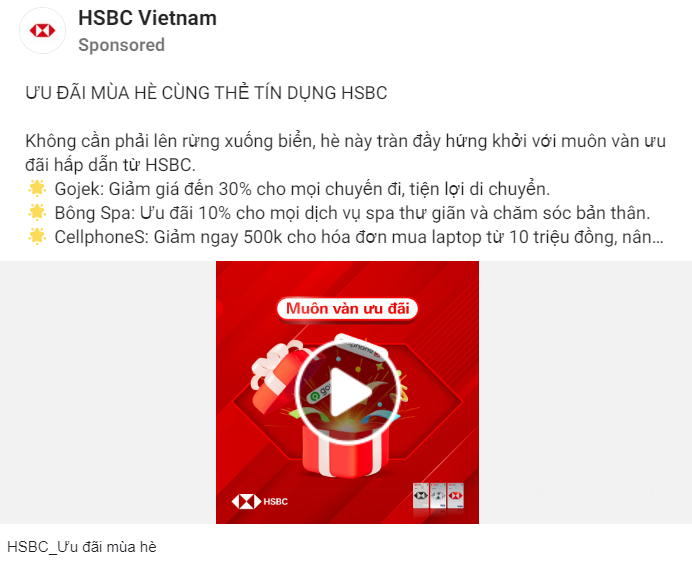 HSBC Vietnam
Sponsored
ƯU ĐÃI MÙA HÈ CÙNG THẺ TÍN DỤNG HSBC
Không cần phải lên rừng xuống biển, hè này tràn đầy hứng khởi với muôn vàn ưu
đãi hấp dẫn từ HSBC.
🌟 Gojek: Giảm giá đến 30% cho mọi chuyến đi, tiện lợi di chuyển.
🌟 Bông Spa: Ưu đãi 10% cho mọi dịch vụ spa thư giãn và chăm sóc bản thân.
🌟 CellphoneS: Giảm ngay 500k cho hóa đơn mua laptop từ 10 triệu đồng, nân...
Muôn vàn ưu đãi
HSBC
HSBC_Ưu đãi mùa hè